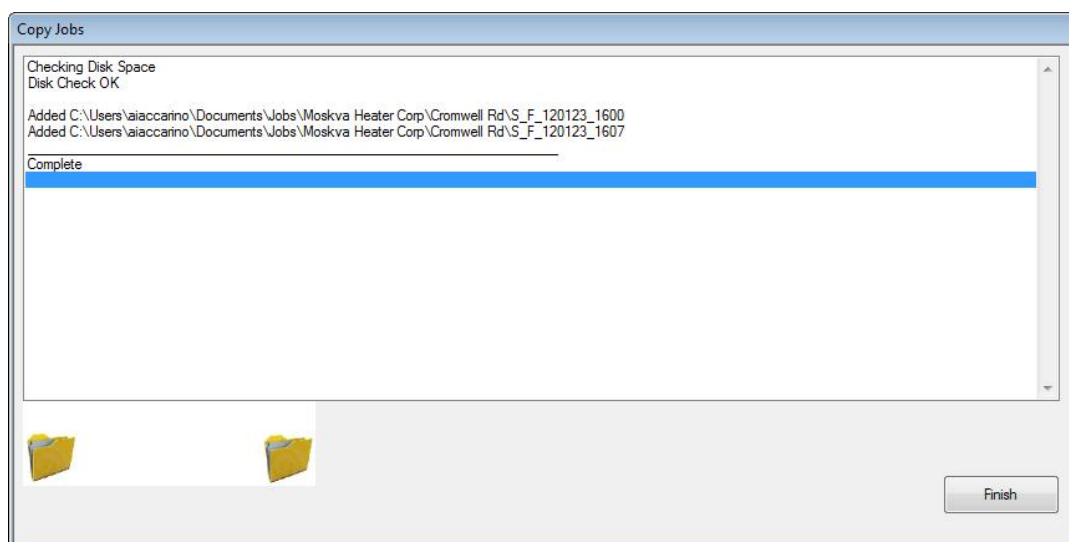 Copy Jobs
Checking Disk Space
Disk Check OK
Added C:\Users\aiaccarino\Documents\Jobs\Moskva Heater Corp\Cromwell Rd\S_F_120123_1600
Added C:\Users\aiaccarino\Documents\Jobs\Moskva Heater Corp\Cromwell Rd\S_F_120123_1607
Complete
Finish